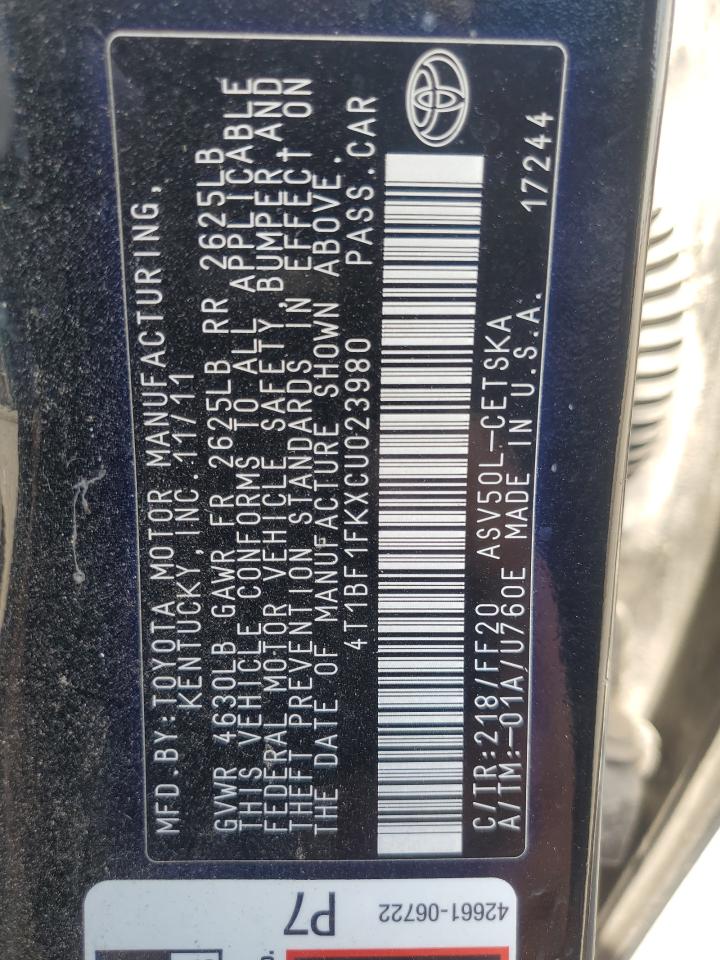 MFD.BY:TOYOTA MOTOR MANUFACTURING,
KENTUCKY,INC. 11/11
GVWR 4630LB GAWR FR 2625LB RR 2625LB
THIS VEHICLE CONFORMS TO ALL APPLICABLE
FEDERAL MOTOR VEHICLE SAFETY,BUMPER,AND
THEFT PREVENTION STANDARDS IN EFFECT ON
THE DATE OF MANUFACTURE SHOWN ABOVE.
4T1BF1FKXCU023980 PASS.CAR
C/TR:218/FF20 ASV50L-CETSKA 17244
A/TM:-01A/U760E MADE IN U.S.A.
42661-06722
P7